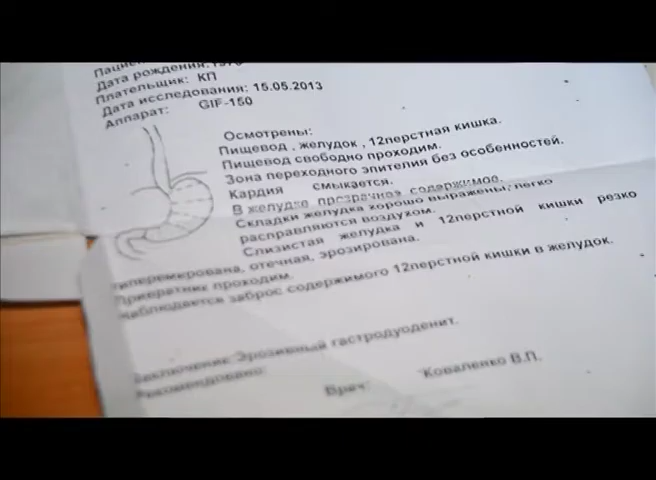 Дата рождения:
Плательщик: КП
Дата исследования: 15.05.2013
Аппарат: GIF-150
Осмотрены:
Пищевод , желудок , 12перстная кишка.
Пищевод свободно проходим.
Зона переходного эпителия без особенностей.
Кардия смыкается.
В желудке прозрачное содержимое.
Складки желудка хорошо выражены, легко
расправляются воздухом.
Слизистая желудка и 12перстной кишки резко
гиперемирована, отечная, эрозирована.
Привратник проходим.
Наблюдается заброс содержимого 12перстной кишки в желудок.
Заключение: Эрозивный гастродуоденит.
Рекомендовано:
Врач: Коваленко В.П.